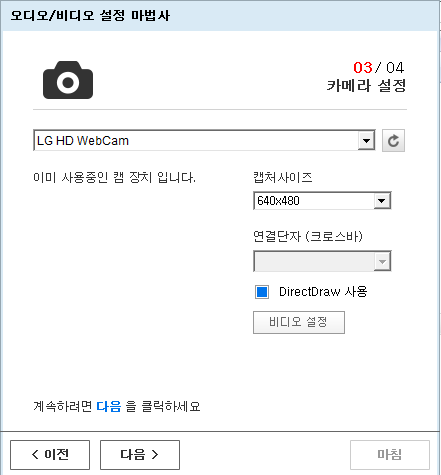 오디오/비디오 설정 마법사
03 / 04
카메라 설정
LG HD WebCam
이미 사용중인 캠 장치 입니다.
캡처사이즈
640x480
연결단자 (크로스바)
DirectDraw 사용
비디오 설정
계속하려면 다음 을 클릭하세요
< 이전
다음 >
마침